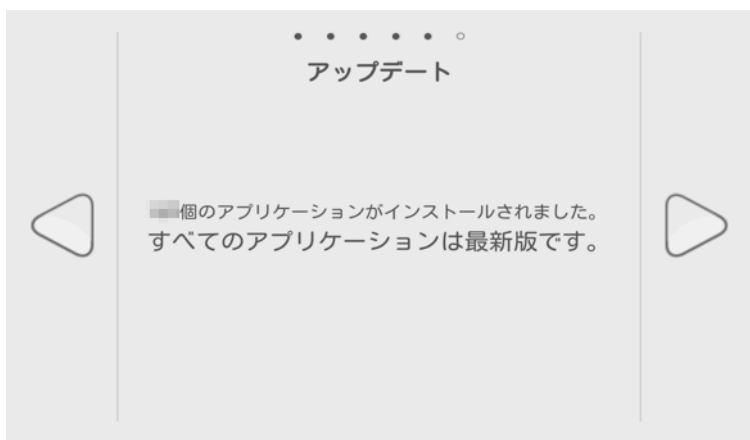 アップデート
個のアプリケーションがインストールされました。
すべてのアプリケーションは最新版です。